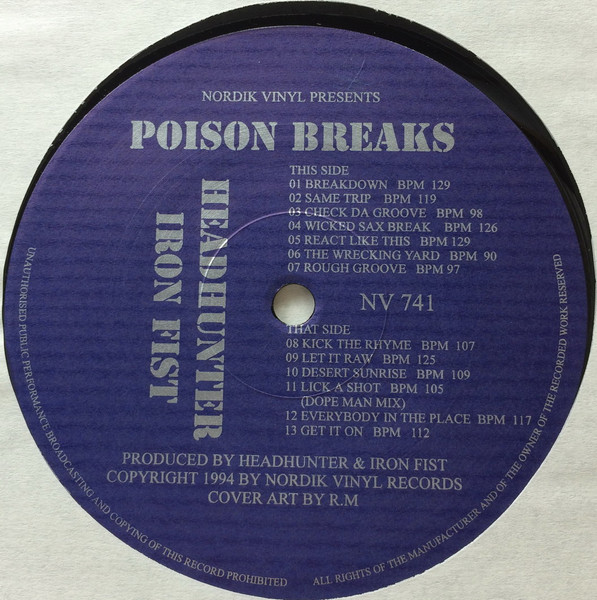 NORDIK VINYL PRESENTS
POISON BREAKS
HEADHUNTER
IRON FIST
THIS SIDE
01 BREAKDOWN BPM 129
02 SAME TRIP BPM 119
03 CHECK DA GROOVE BPM 98
04 WICKED SAX BREAK BPM 126
05 REACT LIKE THIS BPM 129
06 THE WRECKING YARD BPM 90
07 ROUGH GROOVE BPM 97
NV 741
THAT SIDE
08 KICK THE RHYME BPM 107
09 LET IT RAW BPM 125
10 DESERT SUNRISE BPM 109
11 LICK A SHOT BPM 105
(DOPE MAN MIX)
12 EVERYBODY IN THE PLACE BPM 117
13 GET IT ON BPM 112
PRODUCED BY HEADHUNTER & IRON FIST
COPYRIGHT 1994 BY NORDIK VINYL RECORDS
COVER ART BY R.M
UNAUTHORISED PUBLIC PERFORMANCE BROADCASTING AND COPYING OF THIS RECORD PROHIBITED
ALL RIGHTS OF THE MANUFACTURER AND OF THE OWNER OF THE RECORDED WORK RESERVED